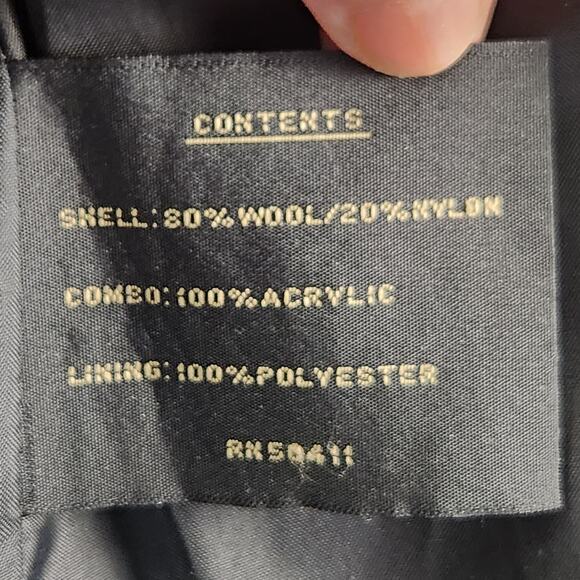 CONTENTS
SHELL:80%WOOL/20%NYLON
COMBO:100%ACRYLIC
LINING:100%POLYESTER
RN50411